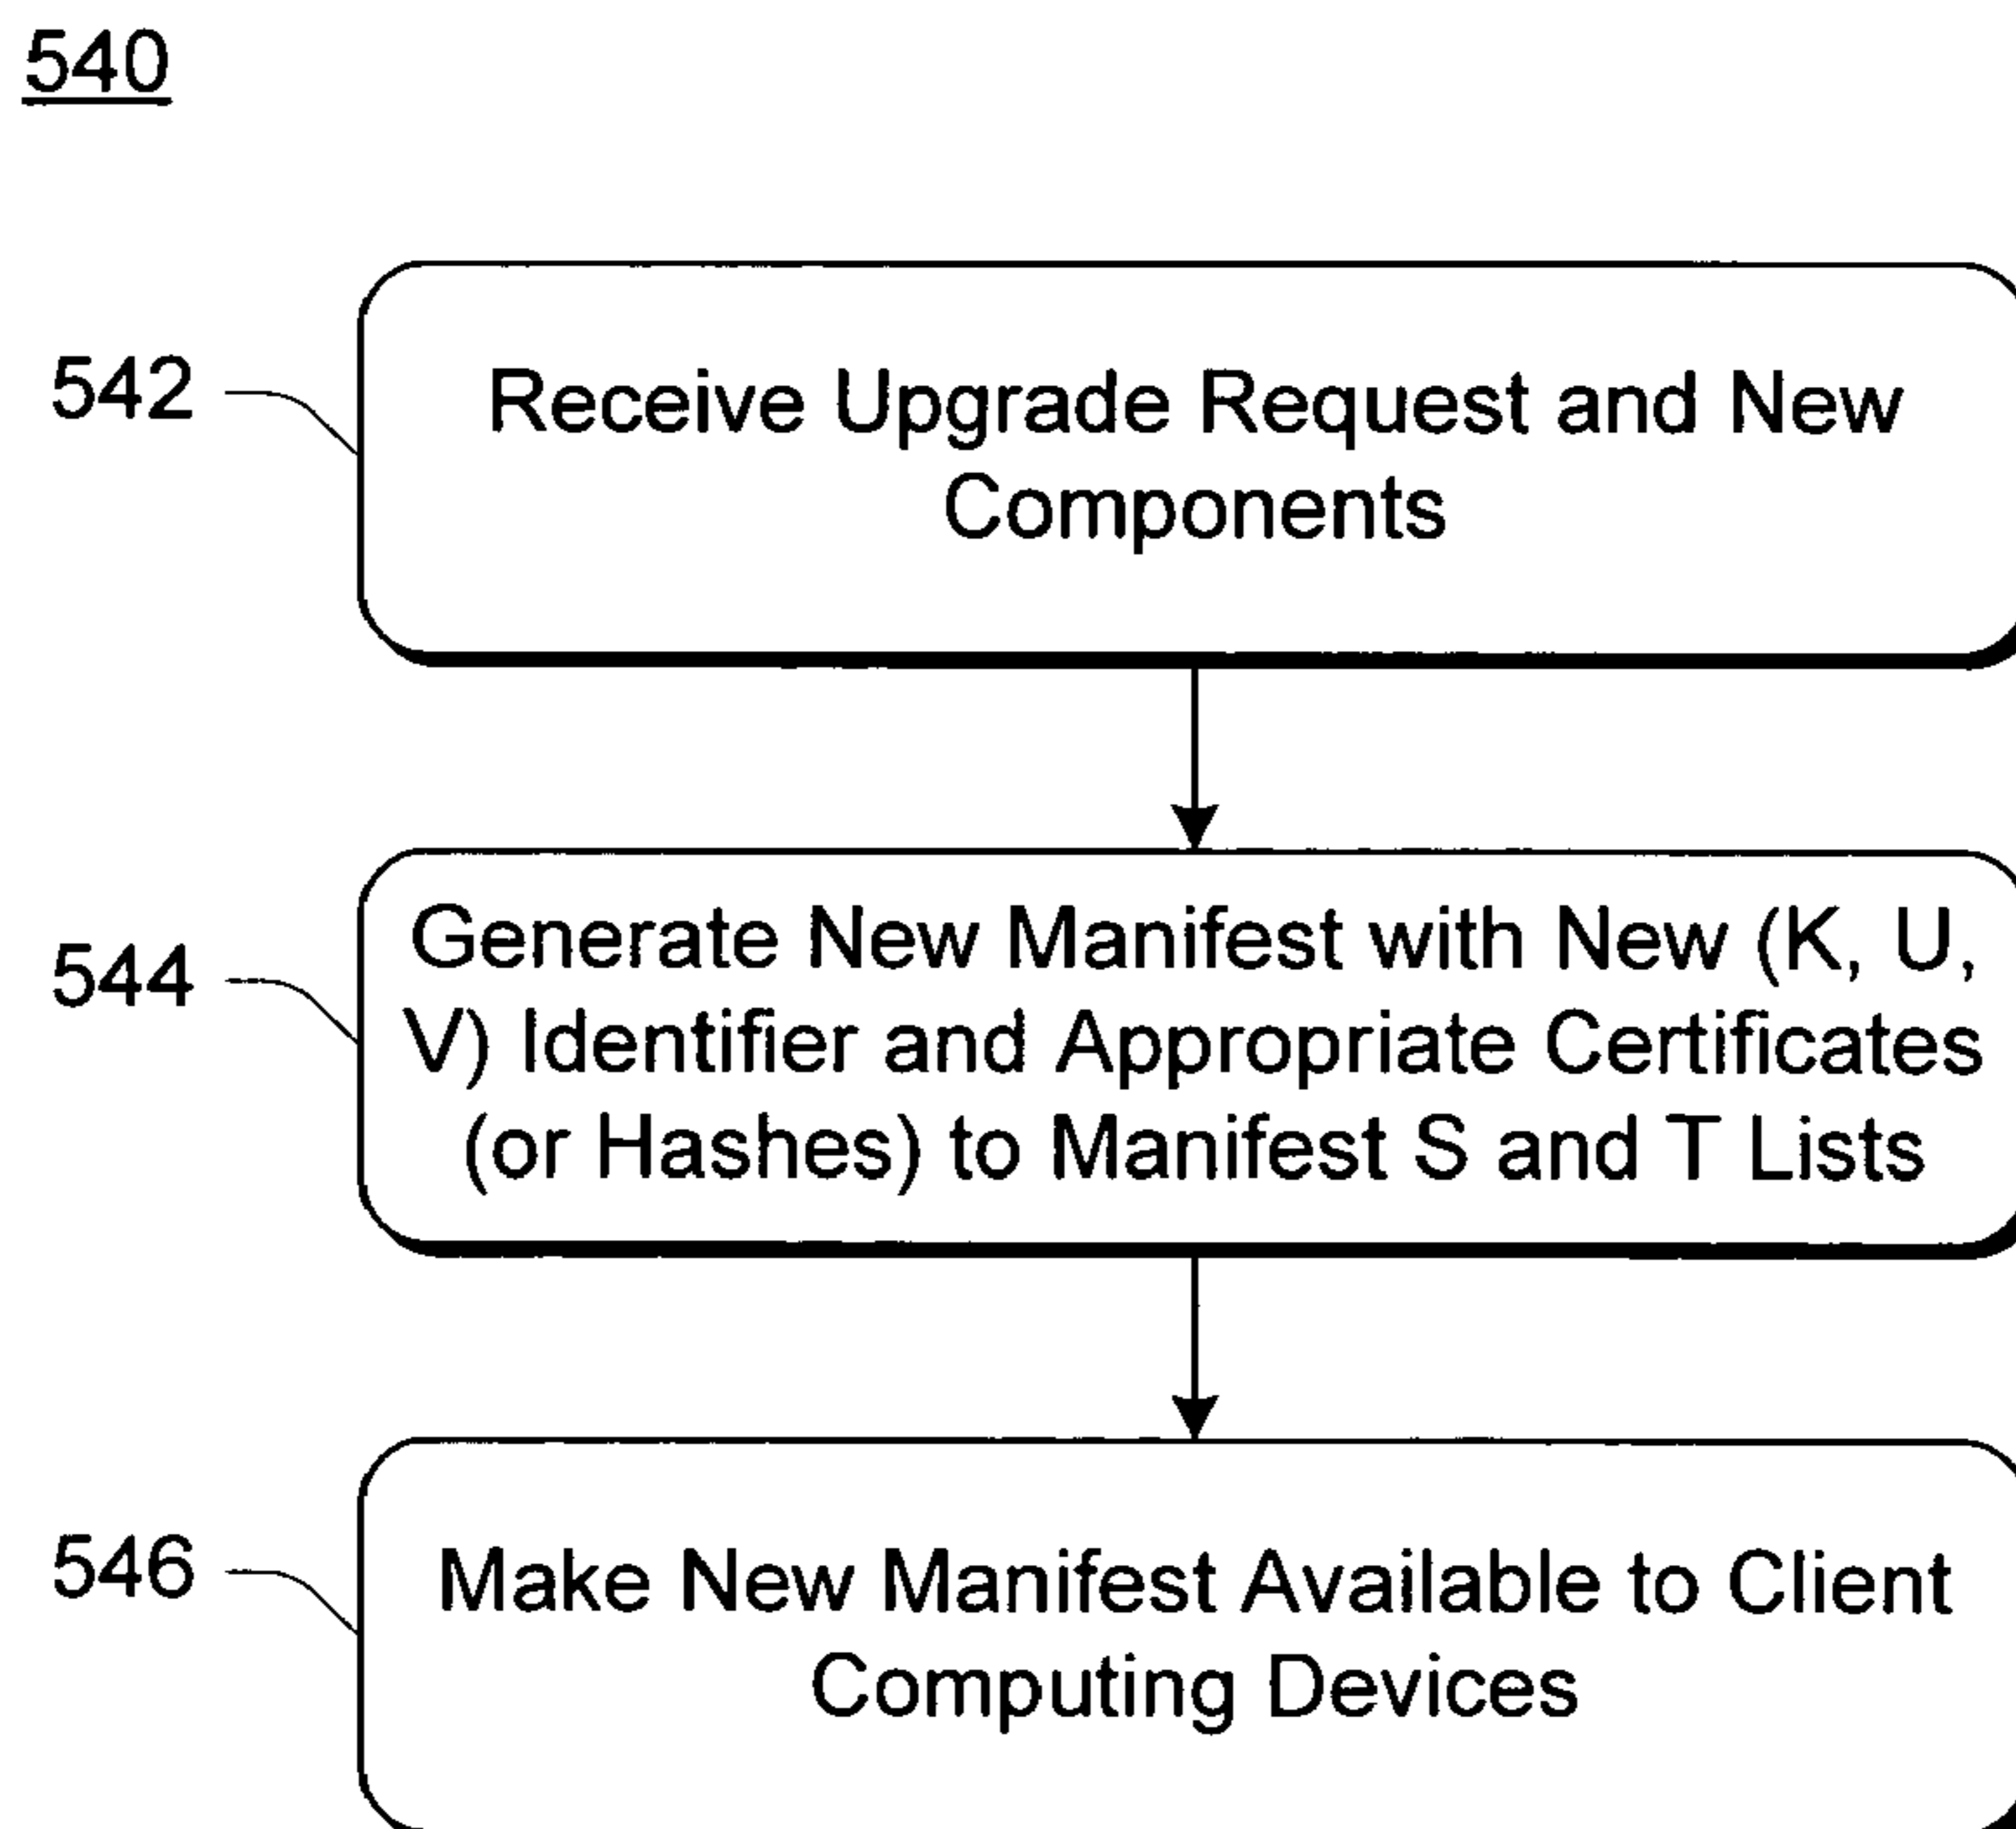 540
542
Receive Upgrade Request and New
Components
544
Generate New Manifest with New (K, U,
V) Identifier and Appropriate Certificates
(or Hashes) to Manifest S and T Lists
546
Make New Manifest Available to Client
Computing Devices